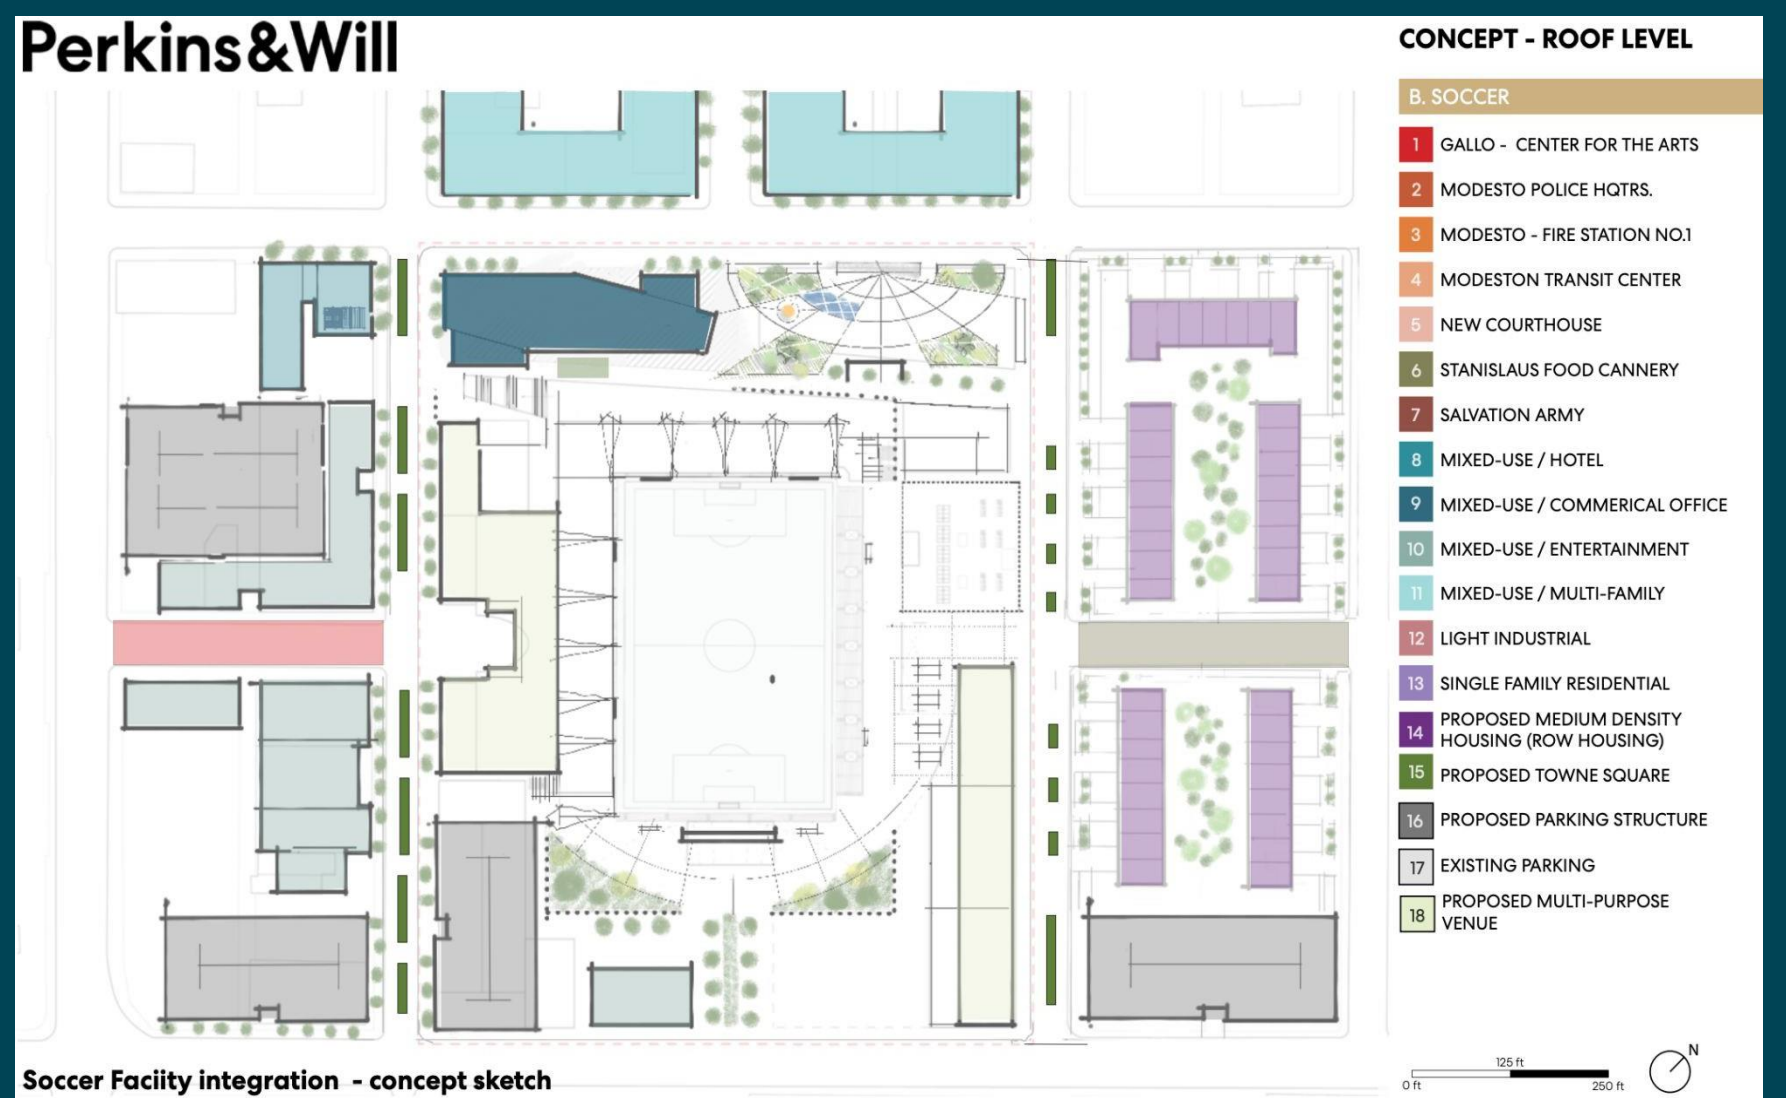 Perkins&Will
CONCEPT - ROOF LEVEL
B. SOCCER
1 GALLO - CENTER FOR THE ARTS
2 MODESTO POLICE HQTRS.
3 MODESTO - FIRE STATION NO.1
4 MODESTON TRANSIT CENTER
5 NEW COURTHOUSE
6 STANISLAUS FOOD CANNERY
7 SALVATION ARMY
8 MIXED-USE / HOTEL
9 MIXED-USE / COMMERICAL OFFICE
10 MIXED-USE / ENTERTAINMENT
11 MIXED-USE / MULTI-FAMILY
12 LIGHT INDUSTRIAL
13 SINGLE FAMILY RESIDENTIAL
14 PROPOSED MEDIUM DENSITY
HOUSING (ROW HOUSING)
15 PROPOSED TOWNE SQUARE
16 PROPOSED PARKING STRUCTURE
17 EXISTING PARKING
18 PROPOSED MULTI-PURPOSE
VENUE
125 ft
0 ft 250 ft
N
Soccer Faciity integration - concept sketch